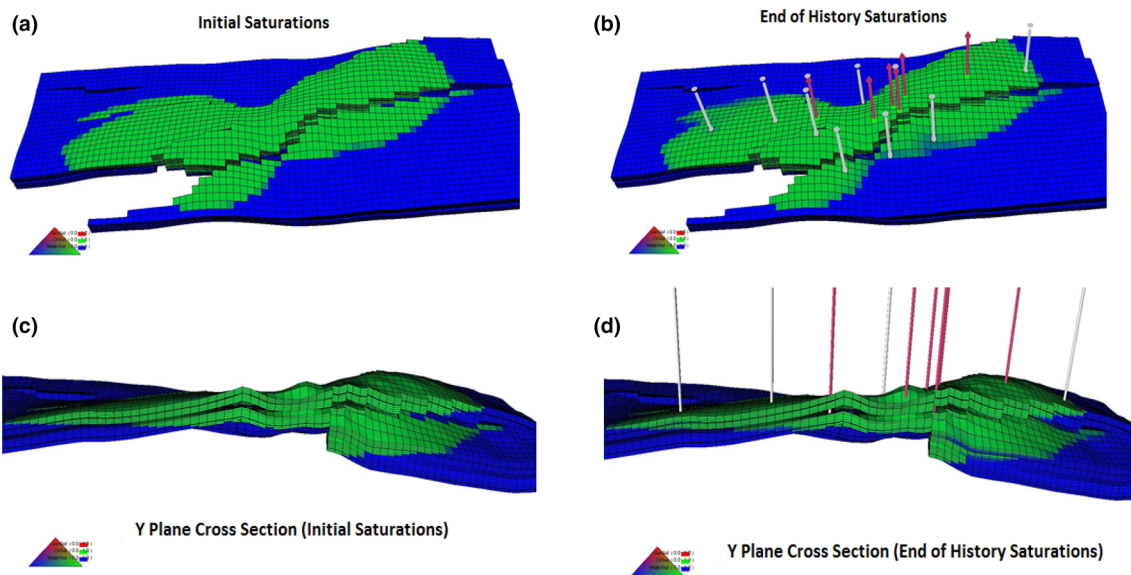 (a)
Initial Saturations
(b)
End of History Saturations
(c)
(d)
Y Plane Cross Section (Initial Saturations)
Y Plane Cross Section (End of History Saturations)